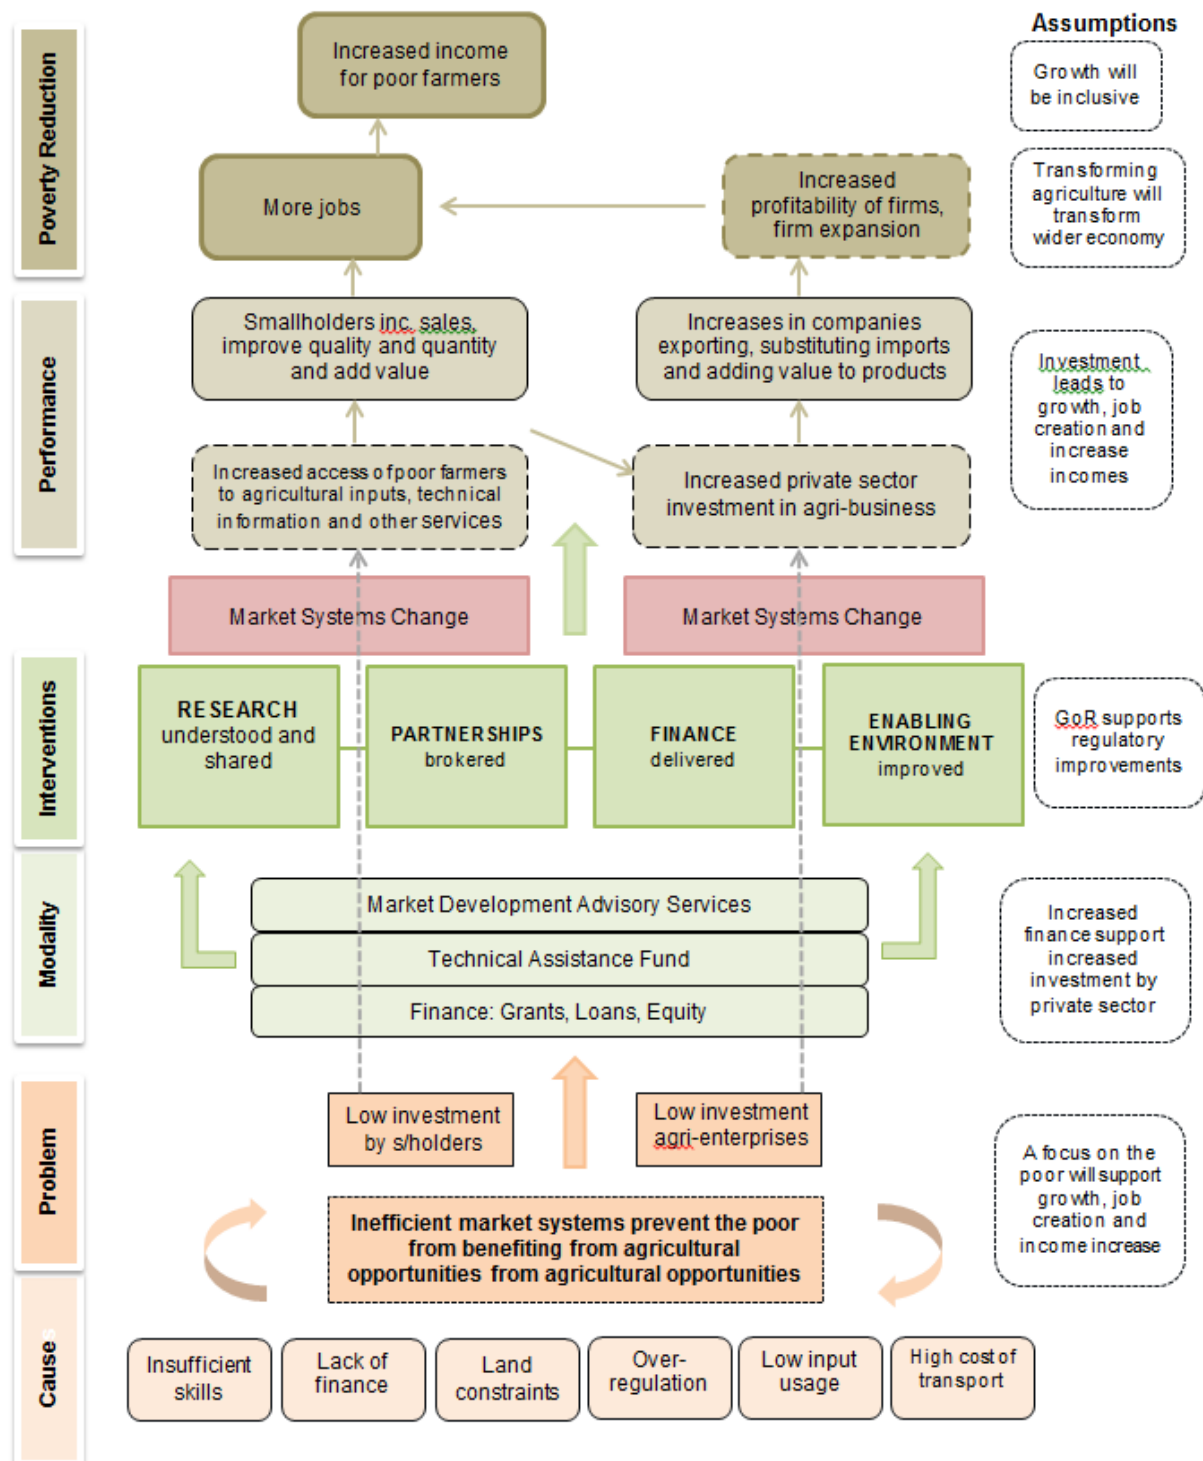 Assumptions
Poverty Reduction
Increased income
for poor farmers
Growth will
be inclusive
More jobs
Increased
profitability of firms,
firm expansion
Transforming
agriculture will
transform
wider economy
Performance
Smallholders inc. sales,
improve quality and quantity
and add value
Increases in companies
exporting, substituting imports
and adding value to products
Investment
leads to
growth, job
creation and
increase
incomes
Increased access of poor farmers
to agricultural inputs, technical
information and other services
Increased private sector
investment in agri-business
Market Systems Change
Market Systems Change
Interventions
RESEARCH
understood and
shared
PARTNERSHIPS
brokered
FINANCE
delivered
ENABLING
ENVIRONMENT
improved
GoR supports
regulatory
improvements
Modality
Market Development Advisory Services
Technical Assistance Fund
Finance: Grants, Loans, Equity
Increased
finance support
increased
investment by
private sector
Problem
Low investment
by s/holders
Low investment
agri-enterprises
Inefficient market systems prevent the poor
from benefiting from agricultural
opportunities from agricultural opportunities
A focus on the
poor will support
growth, job
creation and
income increase
Causes
Insufficient
skills
Lack of
finance
Land
constraints
Over-
regulation
Low input
usage
High cost of
transport